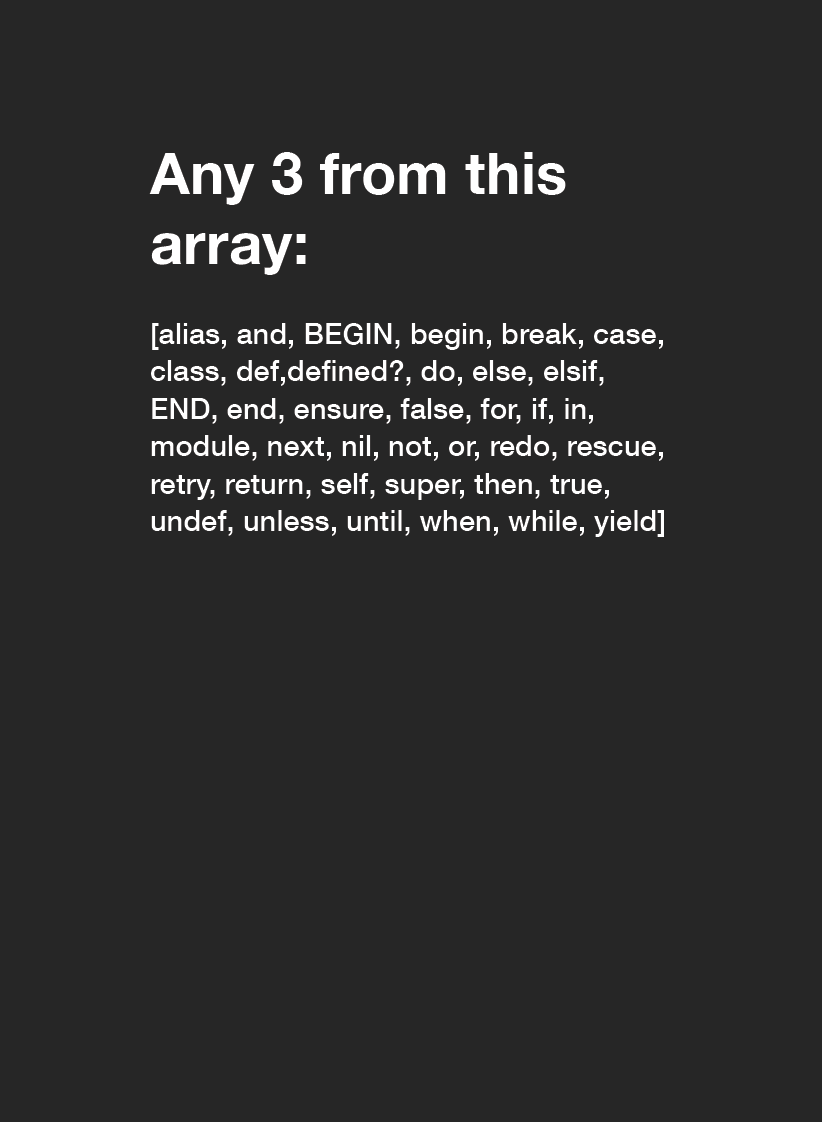 Any 3 from this
array:
[alias, and, BEGIN, begin, break, case,
class, def,defined?, do, else, elsif,
END, end, ensure, false, for, if, in,
module, next, nil, not, or, redo, rescue,
retry, return, self, super, then, true,
undef, unless, until, when, while, yield]